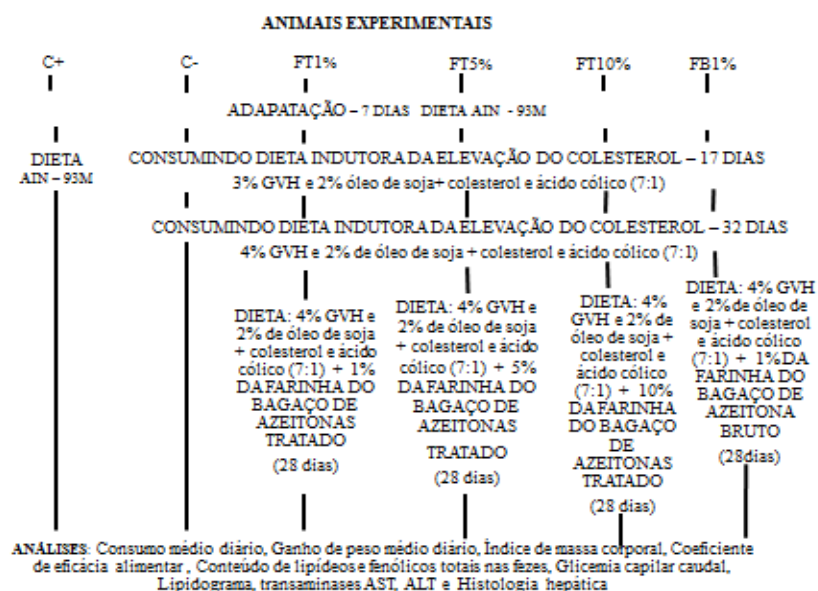 ANIMAIS EXPERIMENTAIS
C+ C- FT1% FT5% FT10% FB1%
ADAPATAÇÃO – 7 DIAS DIETA AIN - 93M
DIETA
AIN – 93M
CONSUMINDO DIETA INDUTORA DA ELEVAÇÃO DO COLESTEROL – 17 DIAS
3% GVH e 2% óleo de soja+ colesterol e ácido cólico (7:1)
CONSUMINDO DIETA INDUTORA DA ELEVAÇÃO DO COLESTEROL – 32 DIAS
4% GVH e 2% de óleo de soja + colesterol e ácido cólico (7:1)
DIETA: 4% GVH e
2% de óleo de soja
+ colesterol e ácido
cólico (7:1) + 1%
DA FARINHA DO
BAGAÇO DE
AZEITONAS
TRATADO
(28 dias)
DIETA: 4% GVH e
2% de óleo de soja
+ colesterol e ácido
cólico (7:1) + 5%
DA FARINHA DO
BAGAÇO DE
AZEITONAS
TRATADO
(28 dias)
DIETA: 4%
GVH e 2% de
óleo de soja +
colesterol e
ácido cólico
(7:1) + 10%
DA FARINHA
DO BAGAÇO
DE
AZEITONAS
TRATADO
(28 dias)
DIETA: 4% GVH
e 2% de óleo de
soja + colesterol
e ácido cólico
(7:1) + 1% DA
FARINHA DO
BAGAÇO DE
AZEITONA
BRUTO
(28dias)
ANÁLISES: Consumo médio diário, Ganho de peso médio diário, Índice de massa corporal, Coeficiente
de eficácia alimentar , Conteúdo de lipídeos e fenólicos totais nas fezes, Glicemia capilar caudal,
Lipidograma, transaminases AST, ALT e Histologia hepática